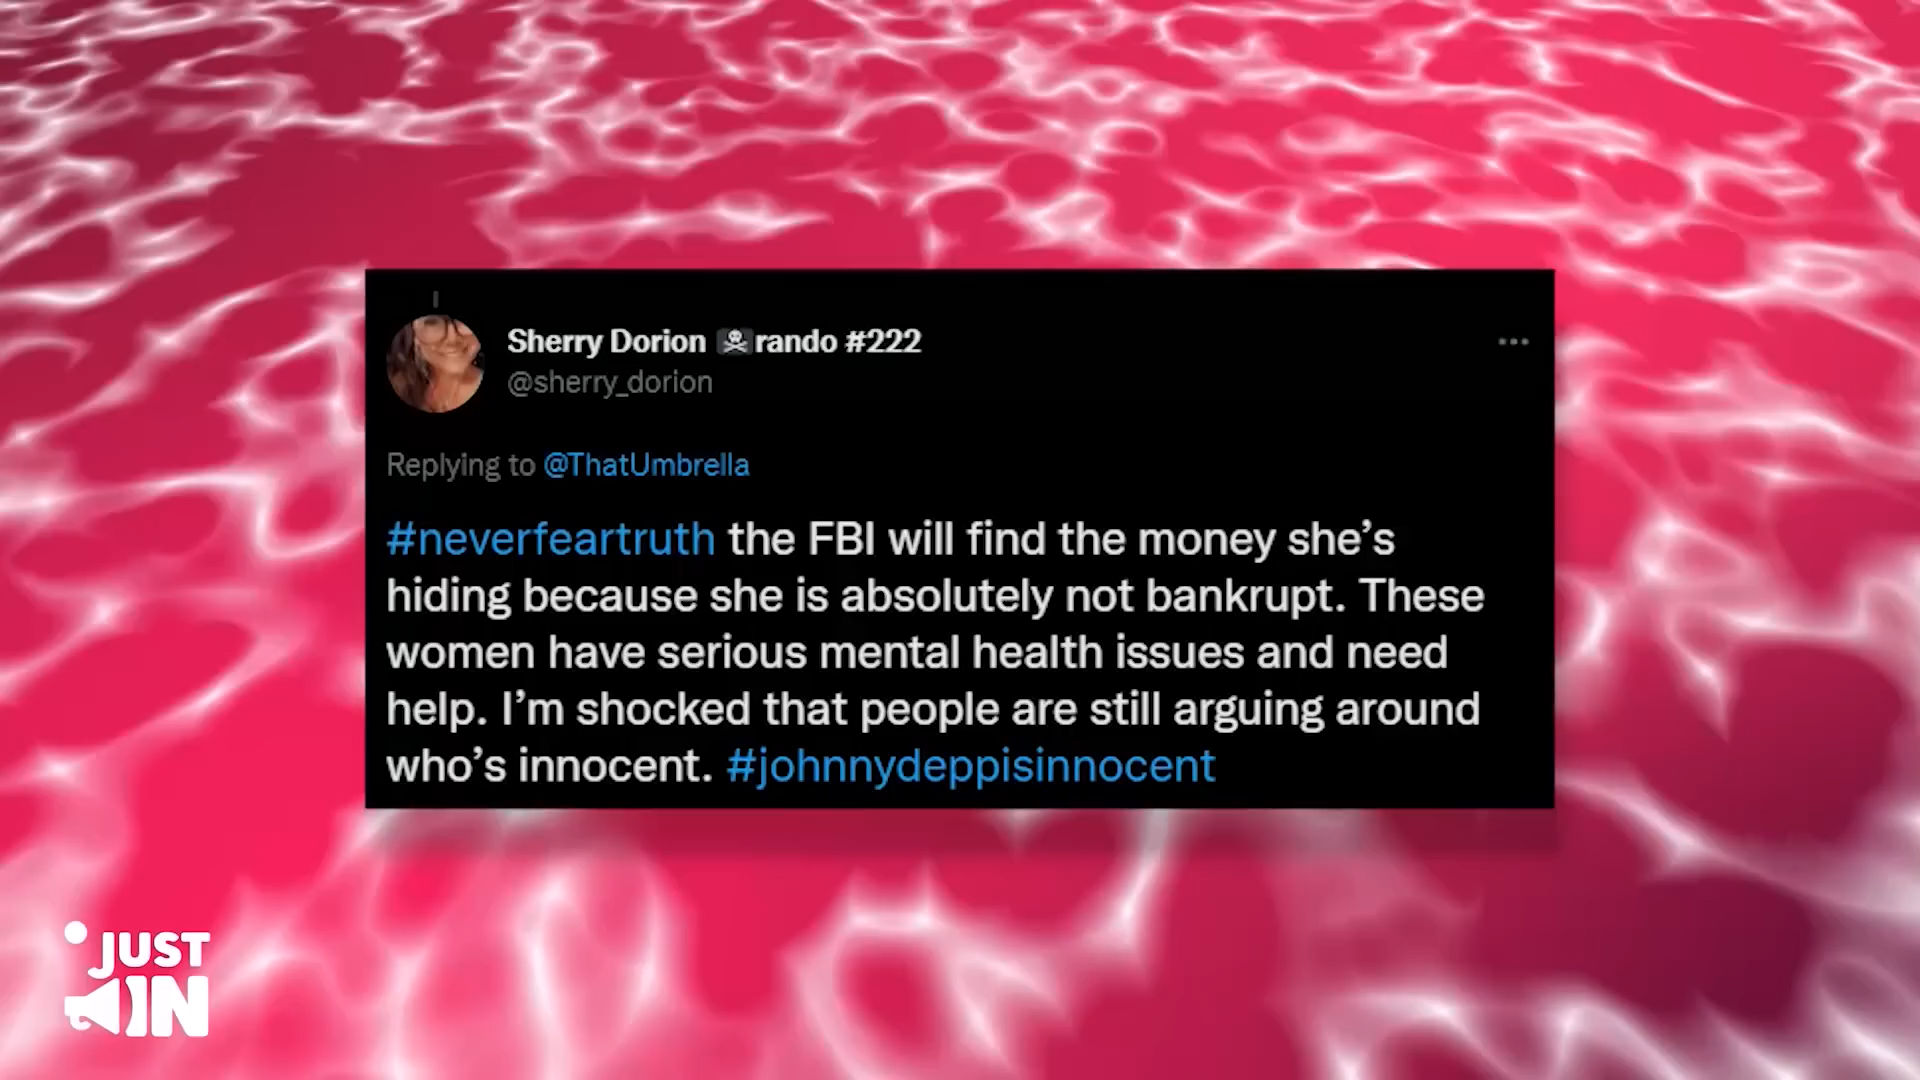 Sherry Dorion ☠rando #222
@sherry_dorion
Replying to @ThatUmbrella
#neverfeartruth the FBI will find the money she's
hiding because she is absolutely not bankrupt. These
women have serious mental health issues and need
help. I'm shocked that people are still arguing around
who's innocent. #johnnydeppisinnocent
JUST
IN